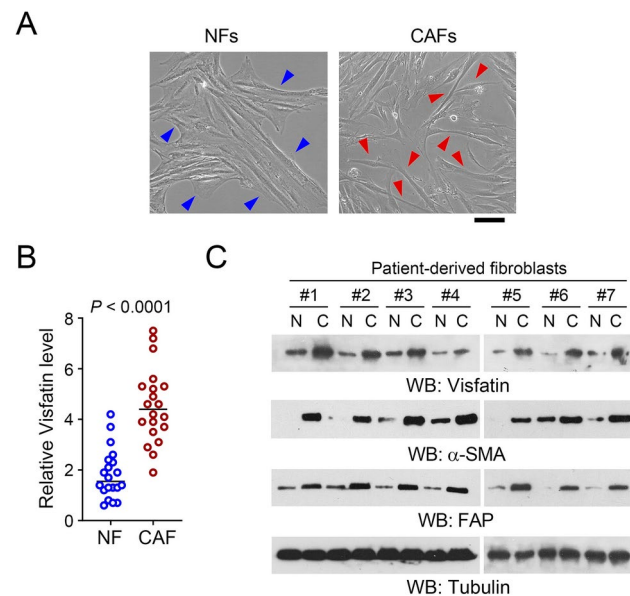 A
NFs
CAFs
B
P < 0.0001
Relative Visfatin level
8
6
4
2
0
NF
CAF
C
Patient-derived fibroblasts
#1 #2 #3 #4 #5 #6 #7
N C N C N C N C N C N C N C
WB: Visfatin
WB: α-SMA
WB: FAP
WB: Tubulin